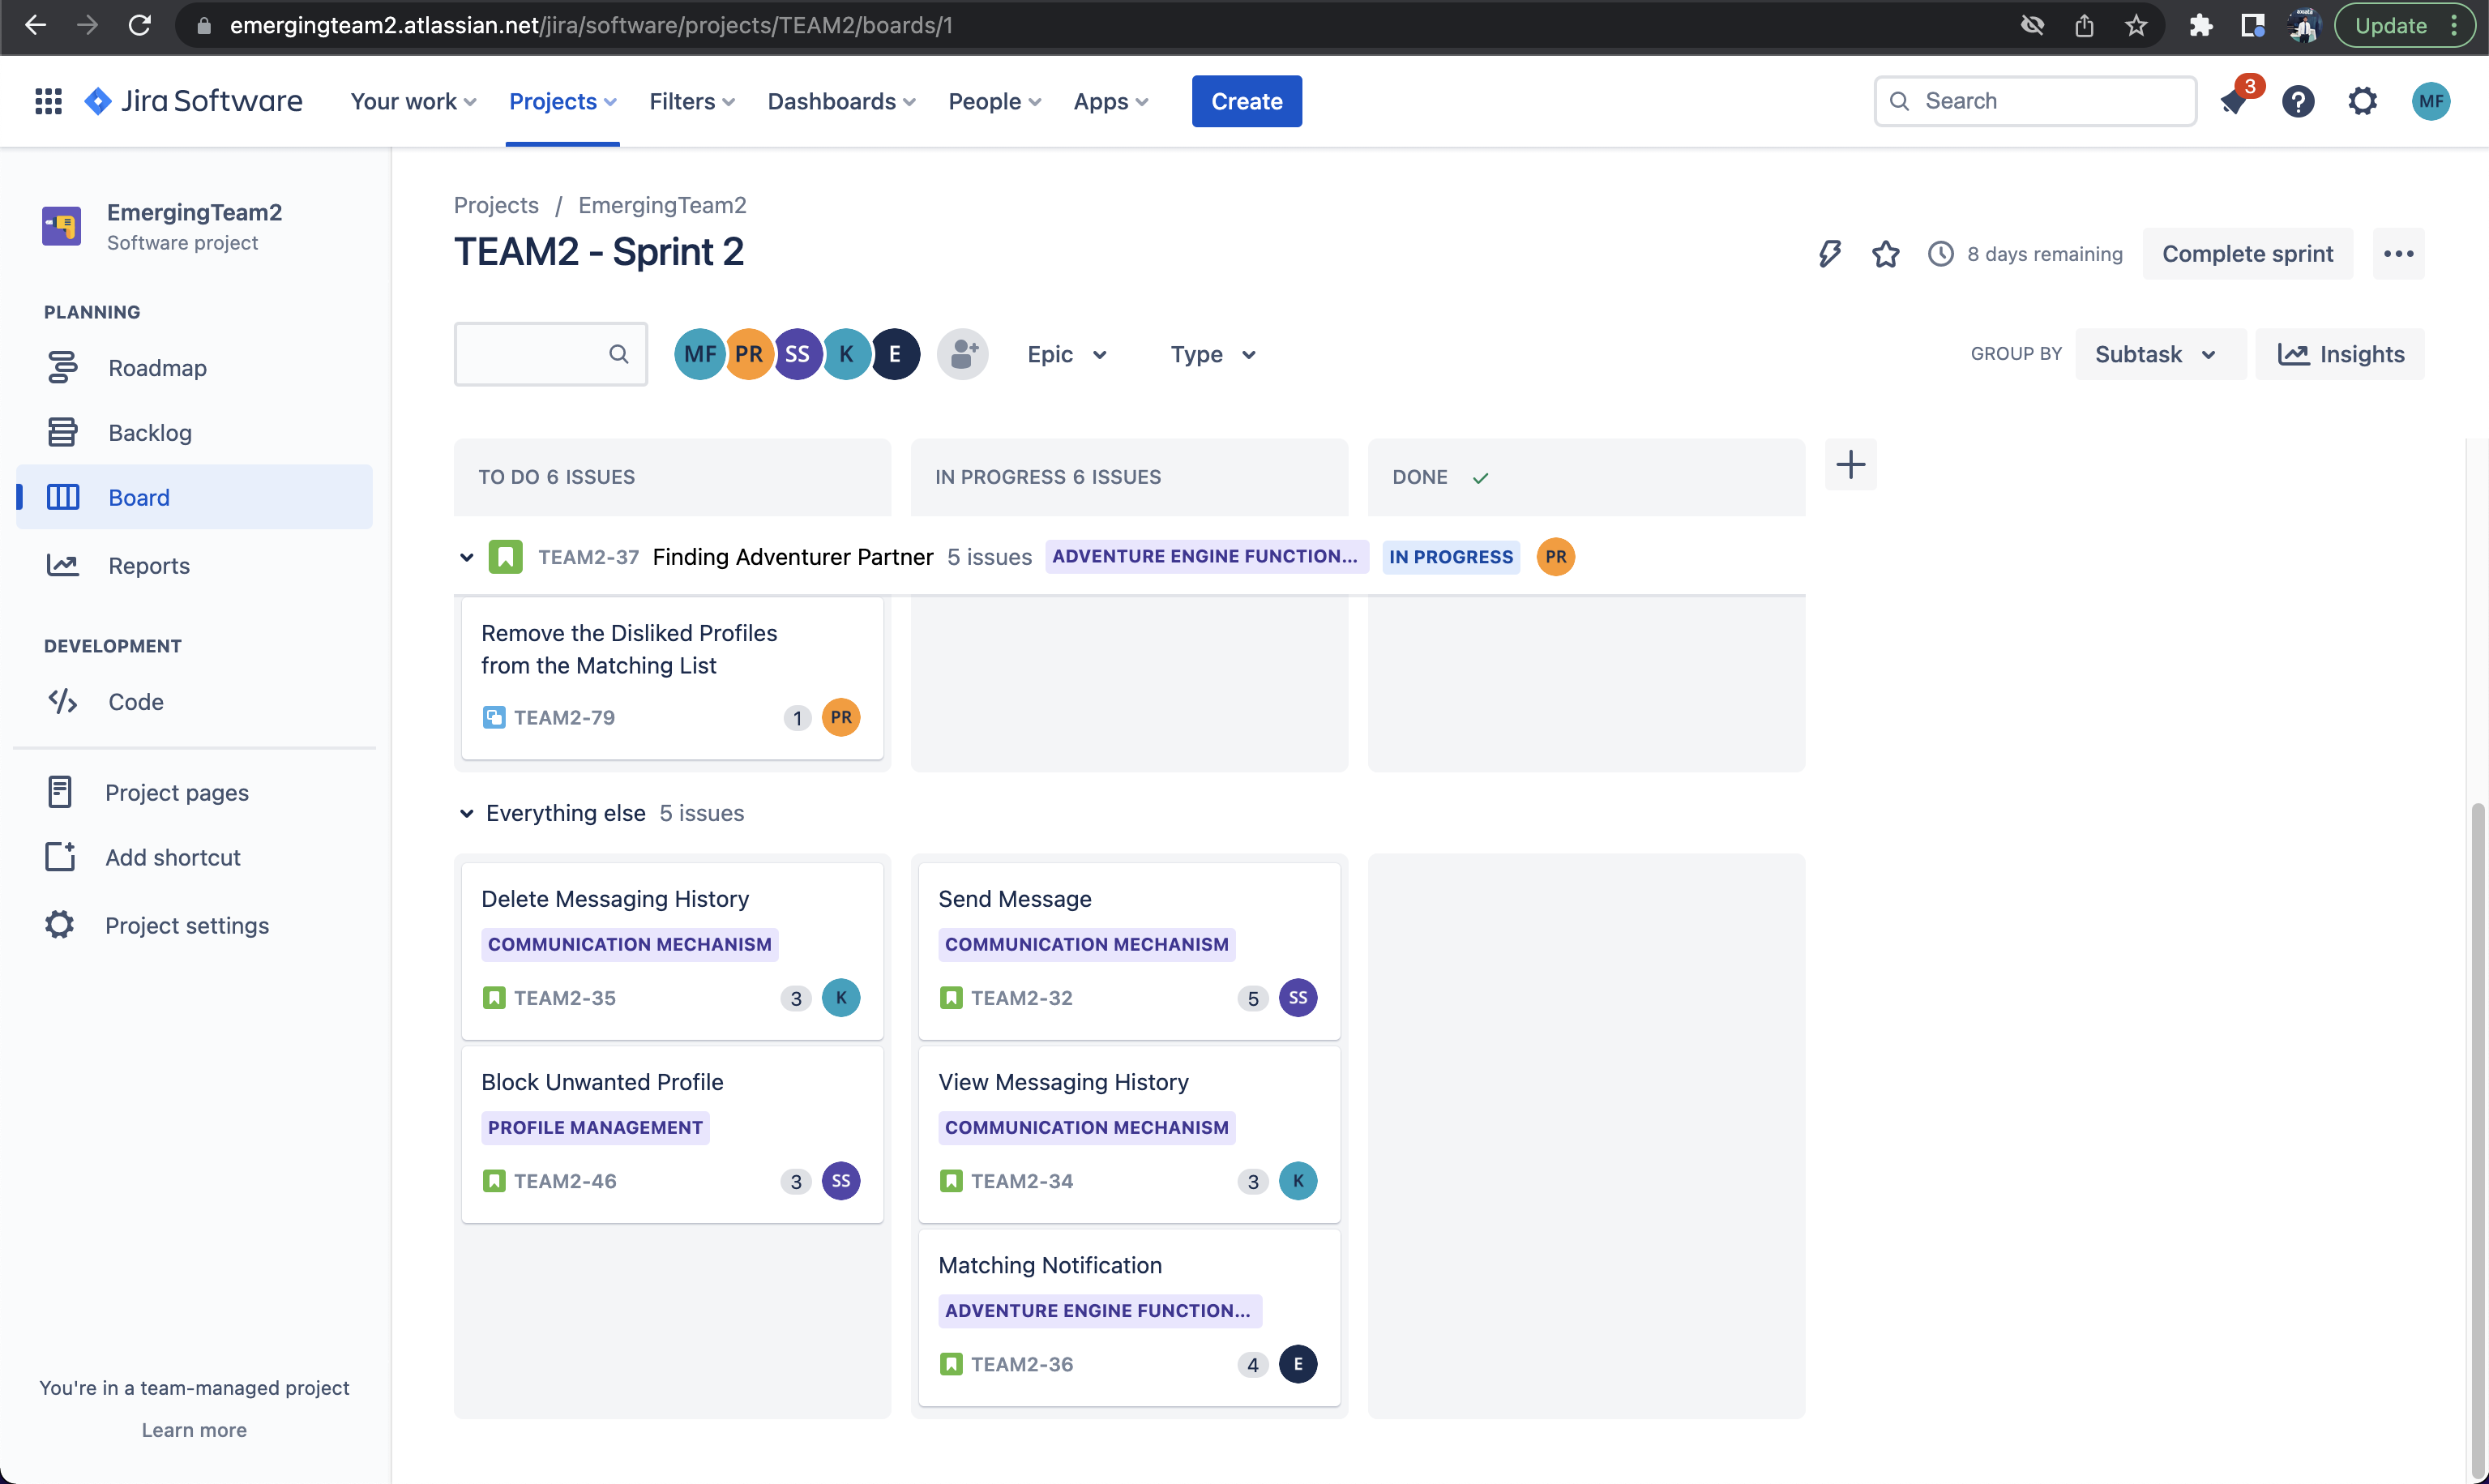 emergingteam2.atlassian.net/jira/software/projects/TEAM2/boards/1
Update
Jira Software
Your work
Projects
Filters
Dashboards
People
Apps
Create
Search
3
MF
EmergingTeam2
Software project
PLANNING
Roadmap
Backlog
Board
Reports
DEVELOPMENT
Code
Project pages
Add shortcut
Project settings
You're in a team-managed project
Learn more
Projects / EmergingTeam2
TEAM2 - Sprint 2
8 days remaining
Complete sprint
MF PR SS K E
Epic
Type
GROUP BY
Subtask
Insights
TO DO 6 ISSUES
IN PROGRESS 6 ISSUES
DONE
TEAM2-37 Finding Adventurer Partner 5 issues ADVENTURE ENGINE FUNCTION... IN PROGRESS PR
Remove the Disliked Profiles
from the Matching List
TEAM2-79 1 PR
Everything else 5 issues
Delete Messaging History
COMMUNICATION MECHANISM
TEAM2-35 3 K
Block Unwanted Profile
PROFILE MANAGEMENT
TEAM2-46 3 SS
Send Message
COMMUNICATION MECHANISM
TEAM2-32 5 SS
View Messaging History
COMMUNICATION MECHANISM
TEAM2-34 3 K
Matching Notification
ADVENTURE ENGINE FUNCTION...
TEAM2-36 4 E